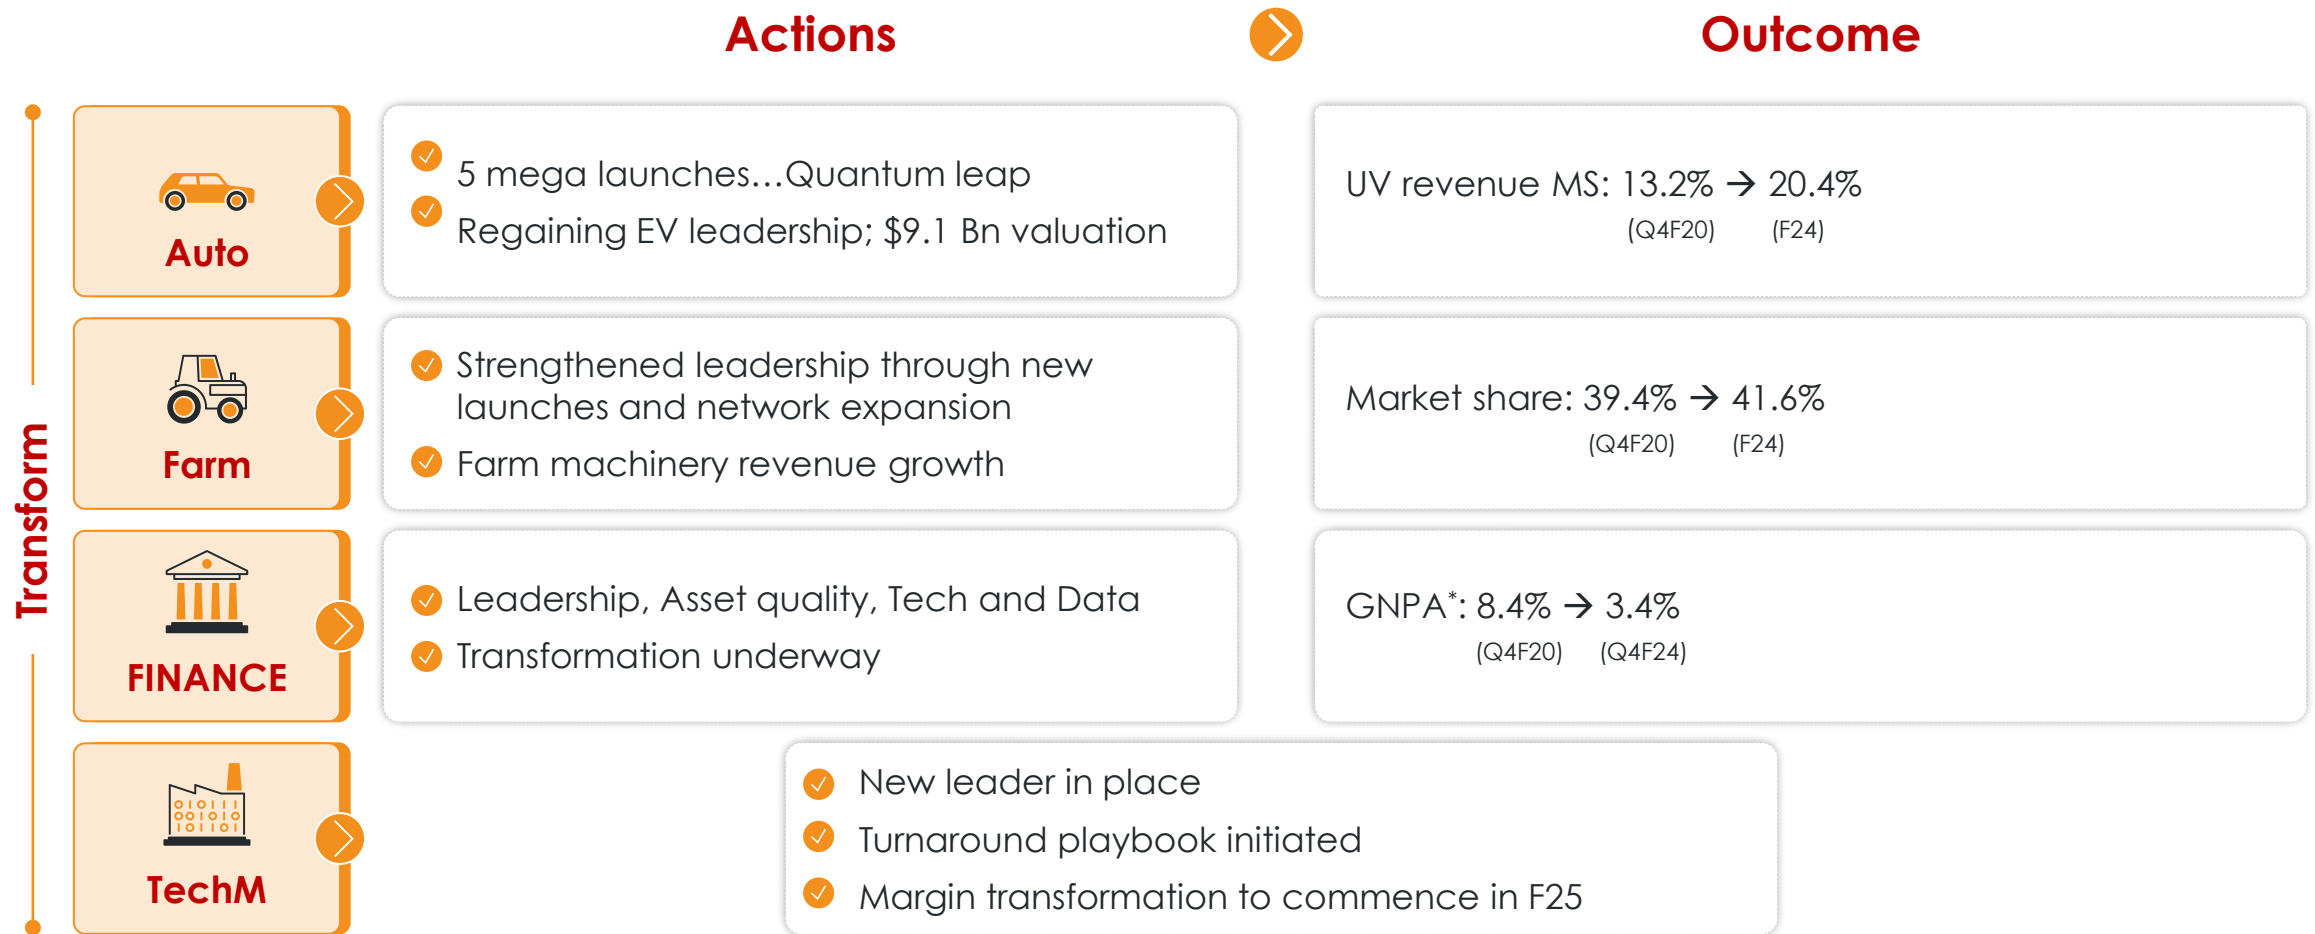 Actions
Outcome
Transform
Auto
5 mega launches...Quantum leap
Regaining EV leadership; $9.1 Bn valuation
UV revenue MS: 13.2% → 20.4%
(Q4F20) (F24)
Farm
Strengthened leadership through new
launches and network expansion
Farm machinery revenue growth
Market share: 39.4% → 41.6%
(Q4F20) (F24)
FINANCE
Leadership, Asset quality, Tech and Data
Transformation underway
GNPA*: 8.4% → 3.4%
(Q4F20) (Q4F24)
OIOIII
OOIOIO
IOIIOI
TechM
New leader in place
Turnaround playbook initiated
Margin transformation to commence in F25